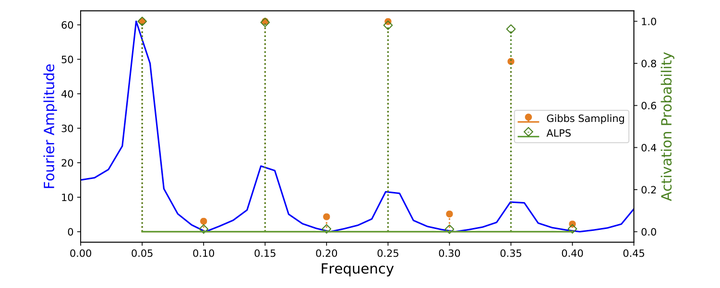 Fourier Amplitude
60
50
40
30
20
10
0
1.0
0.8
0.6
0.4
0.2
0.0
Activation Probability
Gibbs Sampling
ALPS
0.00 0.05 0.10 0.15 0.20 0.25 0.30 0.35 0.40 0.45
Frequency